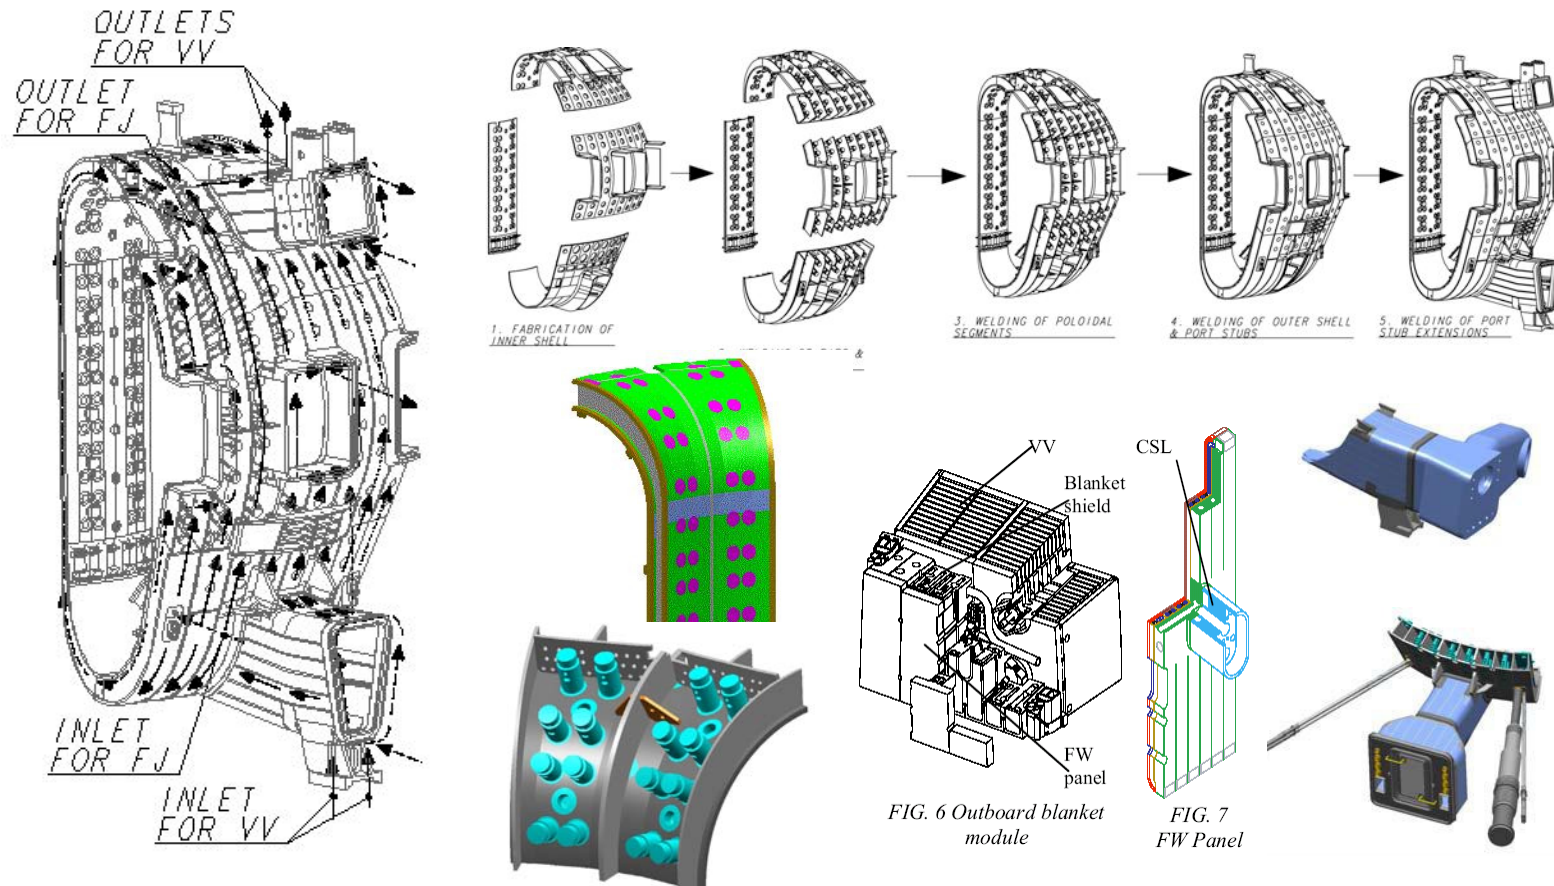 OUTLETS
FOR VV
OUTLET
FOR FJ
INLET
FOR FJ
INLET
FOR VV
1. FABRICATION OF
INNER SHELL
&
3. WELDING OF POLOIDAL
SEGMENTS
4. WELDING OF OUTER SHELL
& PORT STUBS
5. WELDING OF PORT
STUB EXTENSIONS
VV
Blanket
shield
FW
panel
FIG. 6 Outboard blanket
module
CSL
FIG. 7
FW Panel